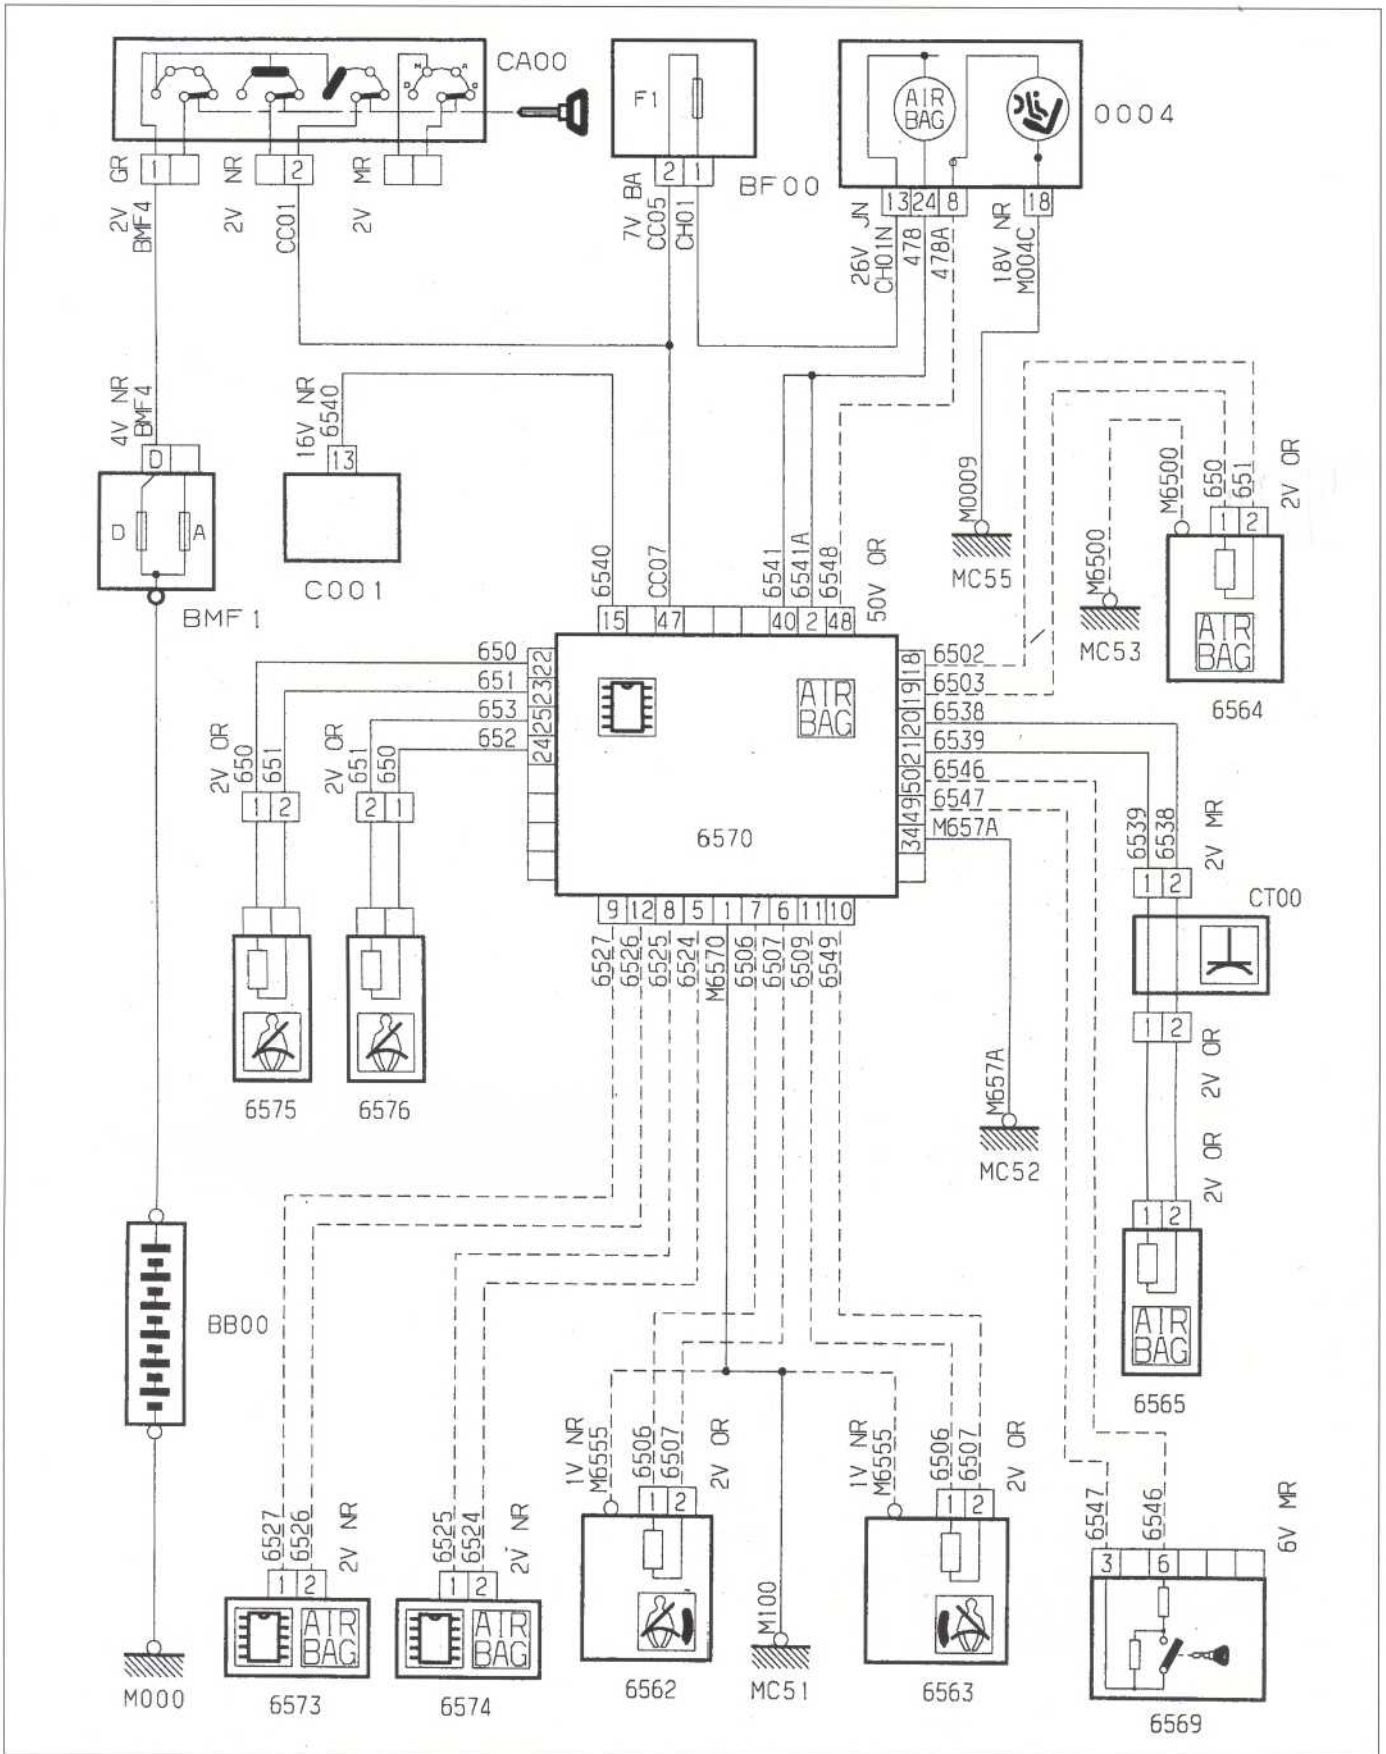 CA00
M A
D D
F1
BF00
AIR
BAG
0004
1
2
2 1
13 24 8
18
2V GR
BMF4
2V NR
CC01
2V MR
7V BA
CC05
CH01
26V JN
CH01N
478
478A
18V NR
M004C
4V NR
BMF4
D
D A
BMF1
16V NR
6540
13
C001
6540
CC07
6541
6541A
6548
50V OR
15 47 40 2 48
M0009
MC55
M6500
MC53
M6500
650
651
2V OR
1 2
AIR
BAG
6564
650 22
651 23
653 25
652 24
AIR
BAG
6570
18 6502
19 6503
20 6538
21 6539
50 6546
49 6547
34 M657A
2V OR
650
651
1 2
2V OR
651
650
2 1
6575
6576
9 12 8 5 1 7 6 11 10
6527
6526
6525
6524
M6570
6506
6507
6509
6549
M657A
MC52
6539
6538
2V MR
1 2
CT00
1 2
2V OR
2V OR
1 2
AIR
BAG
6565
BB00
M000
6527
6526
2V NR
1 2
AIR
BAG
6573
6525
6524
2V NR
1 2
AIR
BAG
6574
1V NR
M6555
6506
6507
2V OR
1 2
6562
M100
MC51
1V NR
M6555
6506
6507
2V OR
1 2
6563
6547
6546
6V MR
3 6
6569